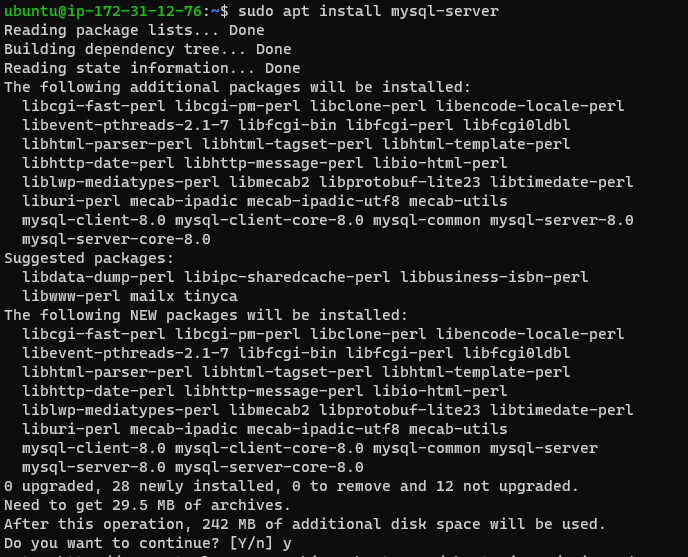 ubuntu@ip-172-31-12-76:~$ sudo apt install mysql-server
Reading package lists... Done
Building dependency tree... Done
Reading state information... Done
The following additional packages will be installed:
  libcgi-fast-perl libcgi-pm-perl libclone-perl libencode-locale-perl
  libevent-pthreads-2.1-7 libfcgi-bin libfcgi-perl libfcgi0ldbl
  libhtml-parser-perl libhtml-tagset-perl libhtml-template-perl
  libhttp-date-perl libhttp-message-perl libio-html-perl
  liblwp-mediatypes-perl libmecab2 libprotobuf-lite23 libtimedate-perl
  liburi-perl mecab-ipadic mecab-ipadic-utf8 mecab-utils
  mysql-client-8.0 mysql-client-core-8.0 mysql-common mysql-server-8.0
  mysql-server-core-8.0
Suggested packages:
  libdata-dump-perl libipc-sharedcache-perl libbusiness-isbn-perl
  libwww-perl mailx tinyca
The following NEW packages will be installed:
  libcgi-fast-perl libcgi-pm-perl libclone-perl libencode-locale-perl
  libevent-pthreads-2.1-7 libfcgi-bin libfcgi-perl libfcgi0ldbl
  libhtml-parser-perl libhtml-tagset-perl libhtml-template-perl
  libhttp-date-perl libhttp-message-perl libio-html-perl
  liblwp-mediatypes-perl libmecab2 libprotobuf-lite23 libtimedate-perl
  liburi-perl mecab-ipadic mecab-ipadic-utf8 mecab-utils
  mysql-client-8.0 mysql-client-core-8.0 mysql-common mysql-server
  mysql-server-8.0 mysql-server-core-8.0
0 upgraded, 28 newly installed, 0 to remove and 12 not upgraded.
Need to get 29.5 MB of archives.
After this operation, 242 MB of additional disk space will be used.
Do you want to continue? [Y/n] y